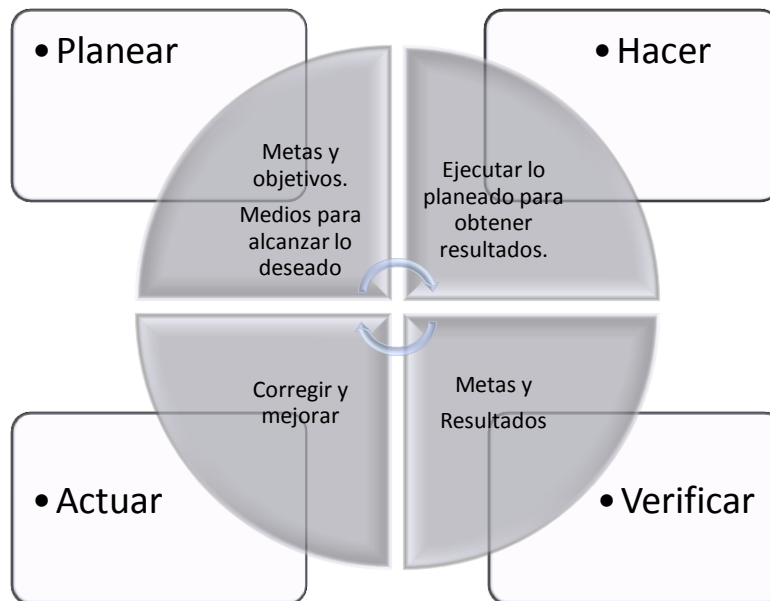 • Planear
• Hacer
Metas y
objetivos.
Medios para
alcanzar lo
deseado
Ejecutar lo
planeado para
obtener
resultados.
Corregir y
mejorar
Metas y
Resultados
• Actuar
• Verificar